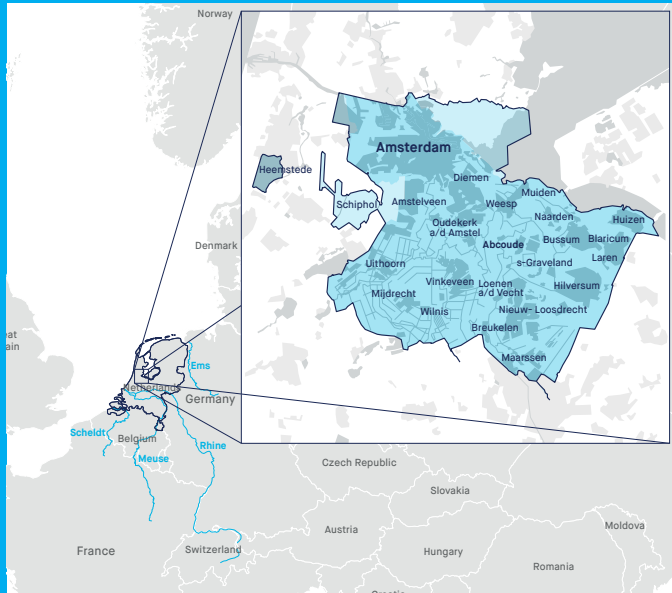 Norway
Amsterdam
Heemstede
Diemen
Muiden
Schiphol
Amstelveen
Weesp
Naarden
Huizen
Oudekerk
a/d Amstel
Abcoude
Bussum
Blaricum
Denmark
Laren
Uithoorn
s-Graveland
Vinkeveen
Loenen
a/d Vecht
Hilversum
Mijdrecht
Wilnis
Nieuw- Loosdrecht
Breukelen
Maarssen
Ems
Netherlands
Germany
Scheldt
Belgium
Rhine
Meuse
Czech Republic
Slovakia
Austria
Moldova
France
Switzerland
Hungary
Romania